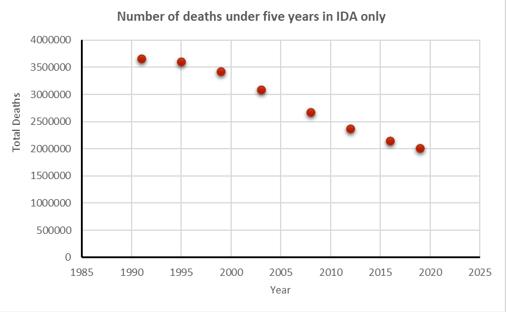 Number of deaths under five years in IDA only
4000000
3500000
3000000
2500000
2000000
1500000
1000000
500000
0
Total Deaths
1985 1990 1995 2000 2005 2010 2015 2020 2025
Year